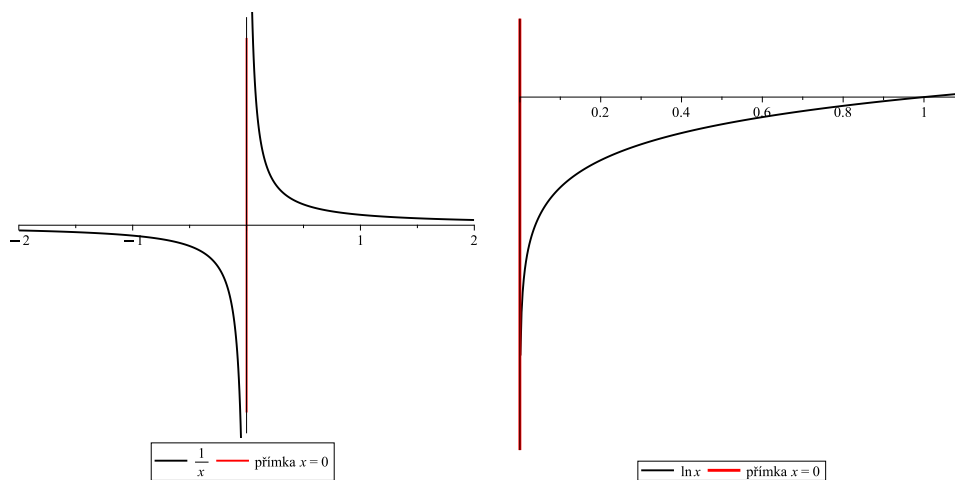 −2 −1 1 2
1/x přímka x = 0
0.2 0.4 0.6 0.8 1
ln x přímka x = 0